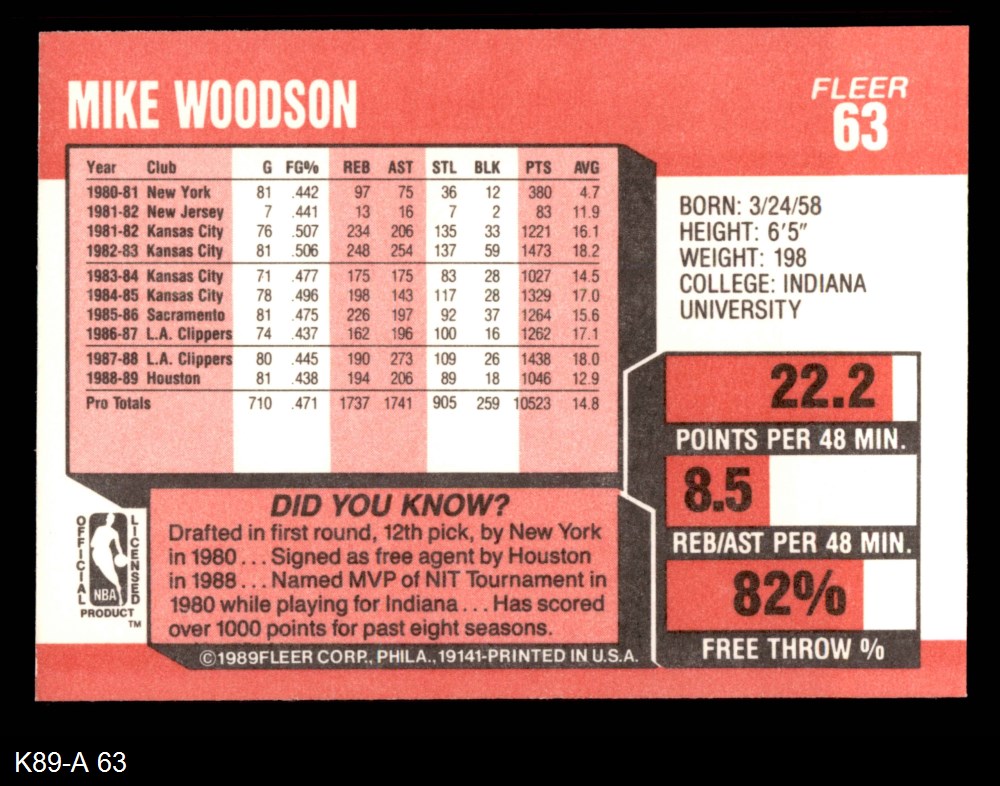 MIKE WOODSON
FLEER
63
Year Club G FG% REB AST STL BLK PTS AVG
1980-81 New York 81 .442 97 75 36 12 380 4.7
1981-82 New Jersey 7 .441 13 16 7 2 83 11.9
1981-82 Kansas City 76 .507 234 206 135 33 1221 16.1
1982-83 Kansas City 81 .506 248 254 137 59 1473 18.2
1983-84 Kansas City 71 .477 175 175 83 28 1027 14.5
1984-85 Kansas City 78 .496 198 143 117 28 1329 17.0
1985-86 Sacramento 81 .475 226 197 92 37 1264 15.6
1986-87 L.A. Clippers 74 .437 162 196 100 16 1262 17.1
1987-88 L.A. Clippers 80 .445 190 273 109 26 1438 18.0
1988-89 Houston 81 .438 194 206 89 18 1046 12.9
Pro Totals 710 .471 1737 1741 905 259 10523 14.8
BORN: 3/24/58
HEIGHT: 6'5"
WEIGHT: 198
COLLEGE: INDIANA
UNIVERSITY
22.2
POINTS PER 48 MIN.
8.5
REB/AST PER 48 MIN.
82%
FREE THROW %
DID YOU KNOW?
Drafted in first round, 12th pick, by New York
in 1980... Signed as free agent by Houston
in 1988... Named MVP of NIT Tournament in
1980 while playing for Indiana... Has scored
over 1000 points for past eight seasons.
OFFICIAL
LICENSED
NBA
PRODUCT
TM
©1989FLEER CORP., PHILA., 19141-PRINTED IN U.S.A.
K89-A 63